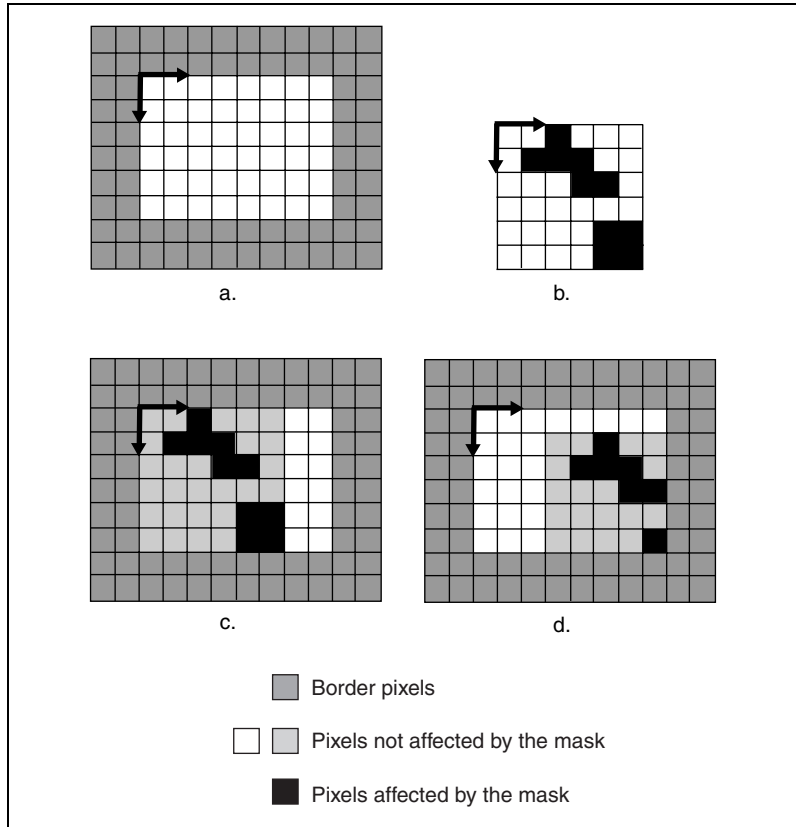 a.
b.
c.
d.
Border pixels
Pixels not affected by the mask
Pixels affected by the mask